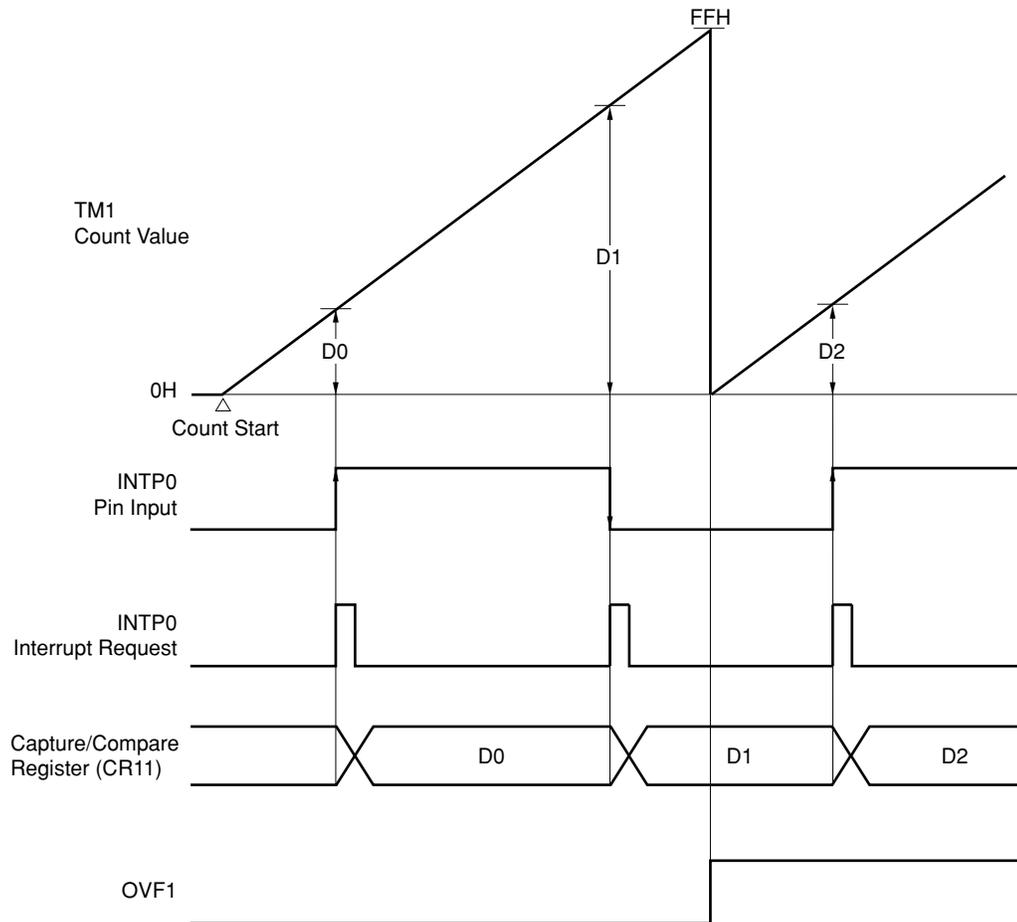 FFH
TM1
Count Value
D1
D0
D2
0H
Count Start
INTP0
Pin Input
INTP0
Interrupt Request
Capture/Compare
Register (CR11)
D0
D1
D2
OVF1